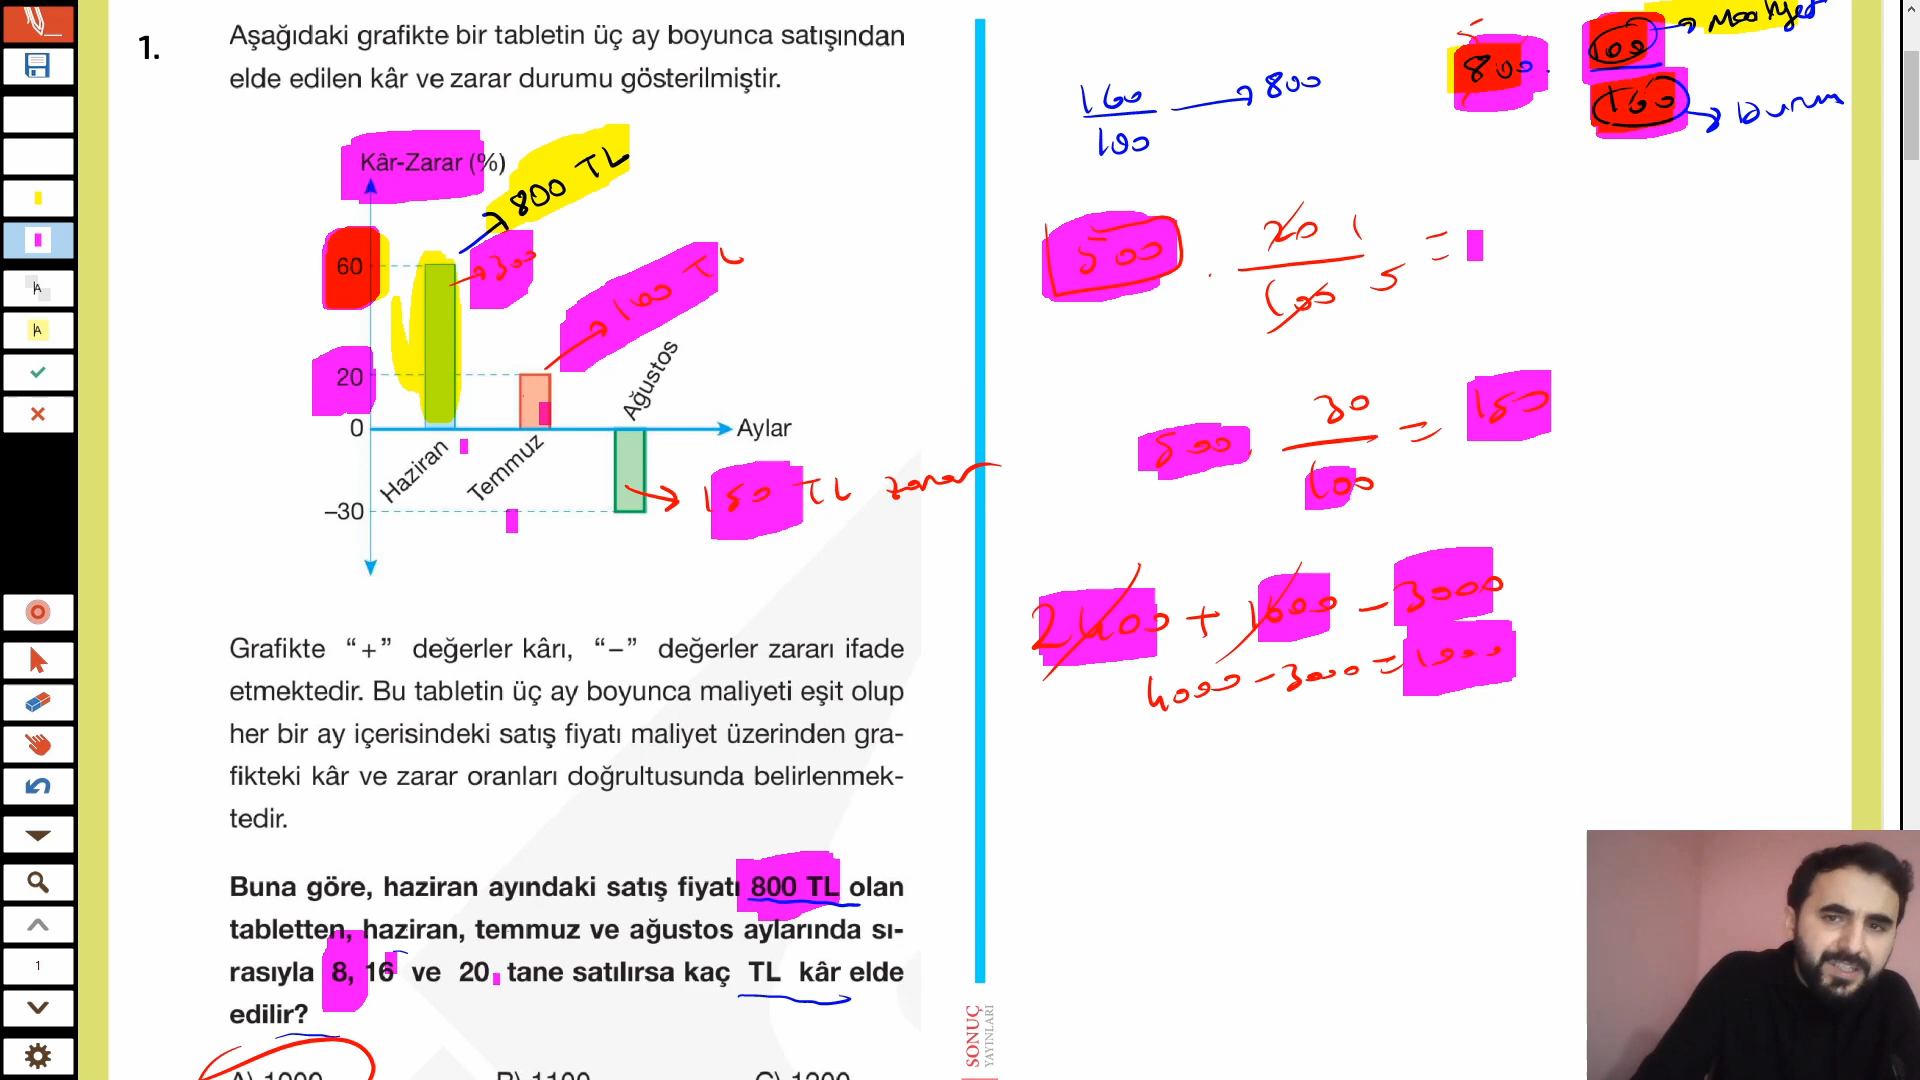 1.
Aşağıdaki grafikte bir tabletin üç ay boyunca satışından
elde edilen kâr ve zarar durumu gösterilmiştir.
Kâr-Zarar (%)
800 TL
60
300
160 TL
20
0
Aylar
Haziran
Temmuz
Ağustos
-30
150 TL zarar
Grafikte “+” değerler kârı, “–” değerler zararı ifade
etmektedir. Bu tabletin üç ay boyunca maliyeti eşit olup
her bir ay içerisindeki satış fiyatı maliyet üzerinden gra-
fikteki kâr ve zarar oranları doğrultusunda belirlenmek-
tedir.
Buna göre, haziran ayındaki satış fiyatı 800 TL olan
tabletten, haziran, temmuz ve ağustos aylarında sı-
rasıyla 8, 16 ve 20 tane satılırsa kaç TL kâr elde
edilir?
A) 1000 B) 1100 C) 1200
160
100
800
5
800 .
100
160
500 . 20 1
100 5
=
500 . 30
100
= 150
2400 + 1600 - 3000
4000 - 3000 = 1000
SONUÇ
YAYINLARI
1